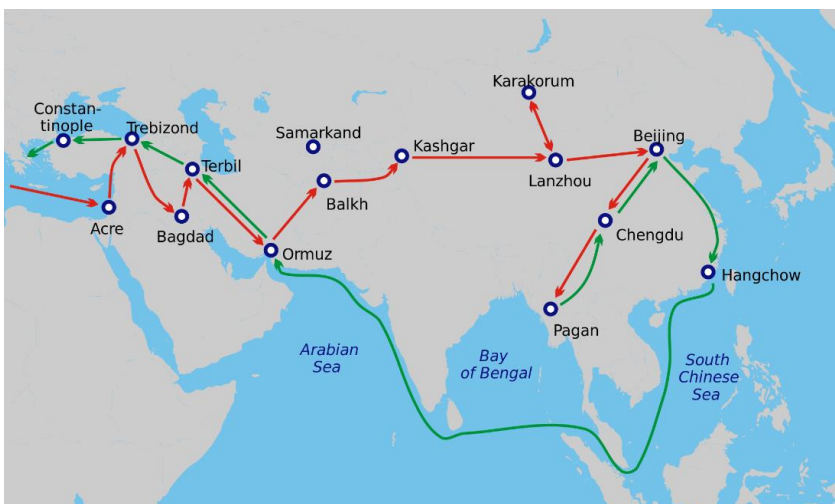 Karakorum
Constan-
tinople
Trebizond
Samarkand
Beijing
Kashgar
Terbil
Lanzhou
Balkh
Acre
Bagdad
Chengdu
Ormuz
Hangchow
Pagan
Arabian
Sea
Bay
of Bengal
South
Chinese
Sea